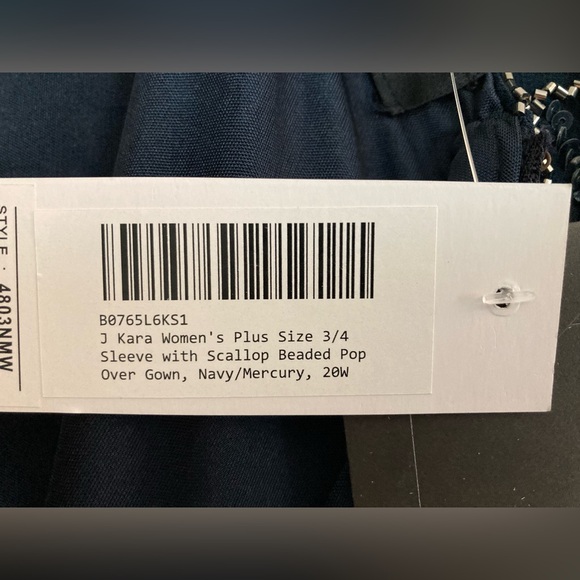 STYLE : 4803NMW
B0765L6KS1
J Kara Women's Plus Size 3/4
Sleeve with Scallop Beaded Pop
Over Gown, Navy/Mercury, 20W